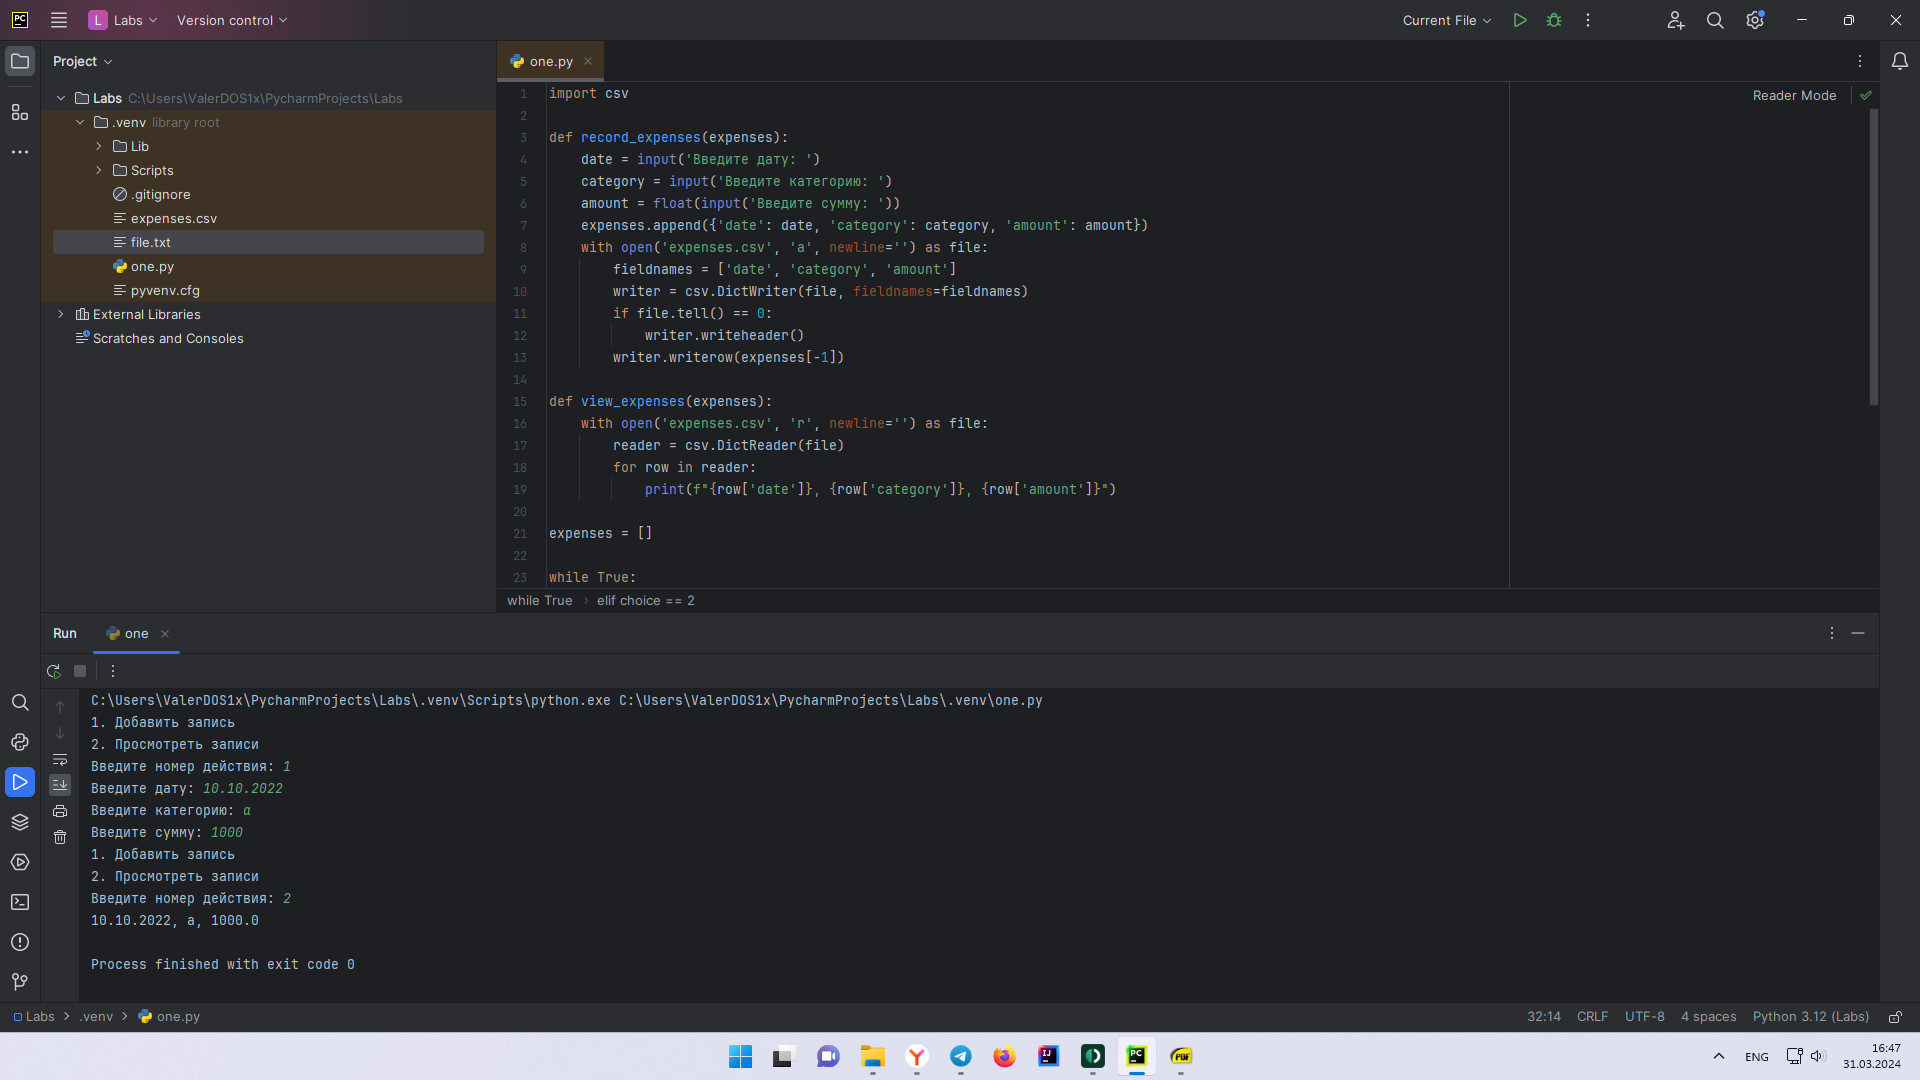 PC
L Labs
Version control
Current File
Project
Labs C:\Users\ValerDOS1x\PycharmProjects\Labs
.venv library root
Lib
Scripts
.gitignore
expenses.csv
file.txt
one.py
pyvenv.cfg
External Libraries
Scratches and Consoles
one.py
Reader Mode
1 import csv
2
3 def record_expenses(expenses):
4     date = input('Введите дату: ')
5     category = input('Введите категорию: ')
6     amount = float(input('Введите сумму: '))
7     expenses.append({'date': date, 'category': category, 'amount': amount})
8     with open('expenses.csv', 'a', newline='') as file:
9         fieldnames = ['date', 'category', 'amount']
10         writer = csv.DictWriter(file, fieldnames=fieldnames)
11         if file.tell() == 0:
12             writer.writeheader()
13         writer.writerow(expenses[-1])
14
15 def view_expenses(expenses):
16     with open('expenses.csv', 'r', newline='') as file:
17         reader = csv.DictReader(file)
18         for row in reader:
19             print(f"{row['date']}, {row['category']}, {row['amount']}")
20
21 expenses = []
22
23 while True:
while True > elif choice == 2
Run one
C:\Users\ValerDOS1x\PycharmProjects\Labs\.venv\Scripts\python.exe C:\Users\ValerDOS1x\PycharmProjects\Labs\.venv\one.py
1. Добавить запись
2. Просмотреть записи
Введите номер действия: 1
Введите дату: 10.10.2022
Введите категорию: а
Введите сумму: 1000
1. Добавить запись
2. Просмотреть записи
Введите номер действия: 2
10.10.2022, а, 1000.0
Process finished with exit code 0
Labs > .venv > one.py
32:14 CRLF UTF-8 4 spaces Python 3.12 (Labs)
IJ PC PDF
ENG
16:47
31.03.2024